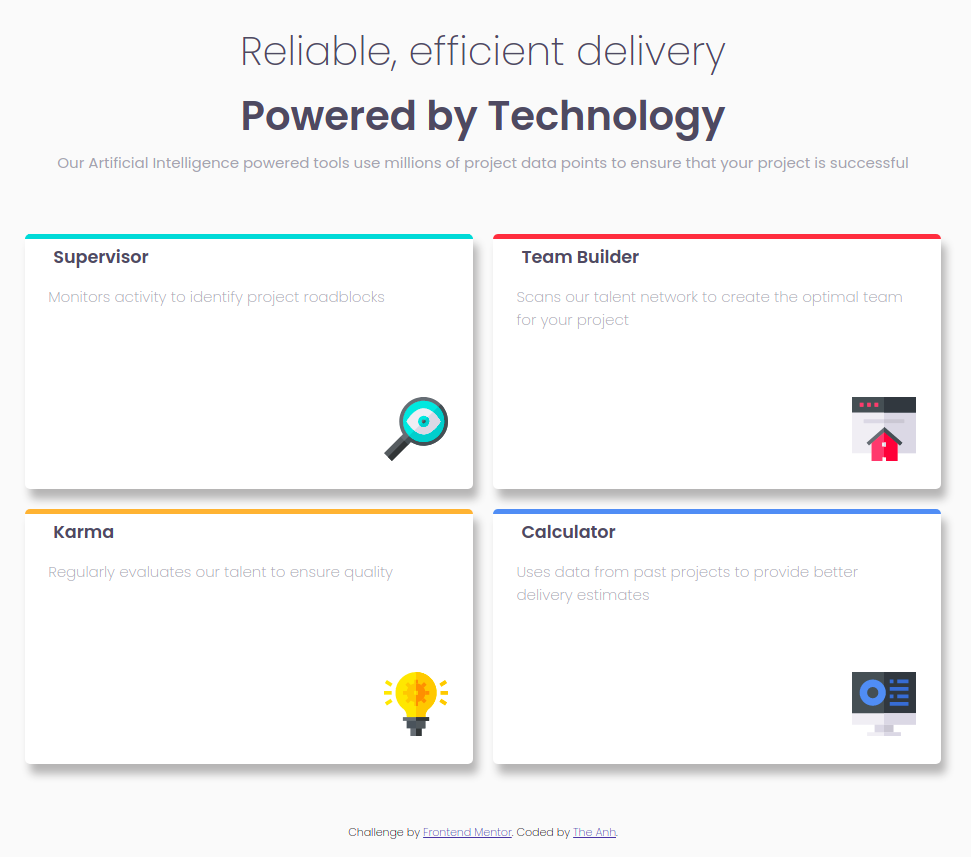 Reliable, efficient delivery
Powered by Technology
Our Artificial Intelligence powered tools use millions of project data points to ensure that your project is successful
Supervisor
Monitors activity to identify project roadblocks
Team Builder
Scans our talent network to create the optimal team
for your project
Karma
Regularly evaluates our talent to ensure quality
Calculator
Uses data from past projects to provide better
delivery estimates
Challenge by Frontend Mentor. Coded by The Anh.